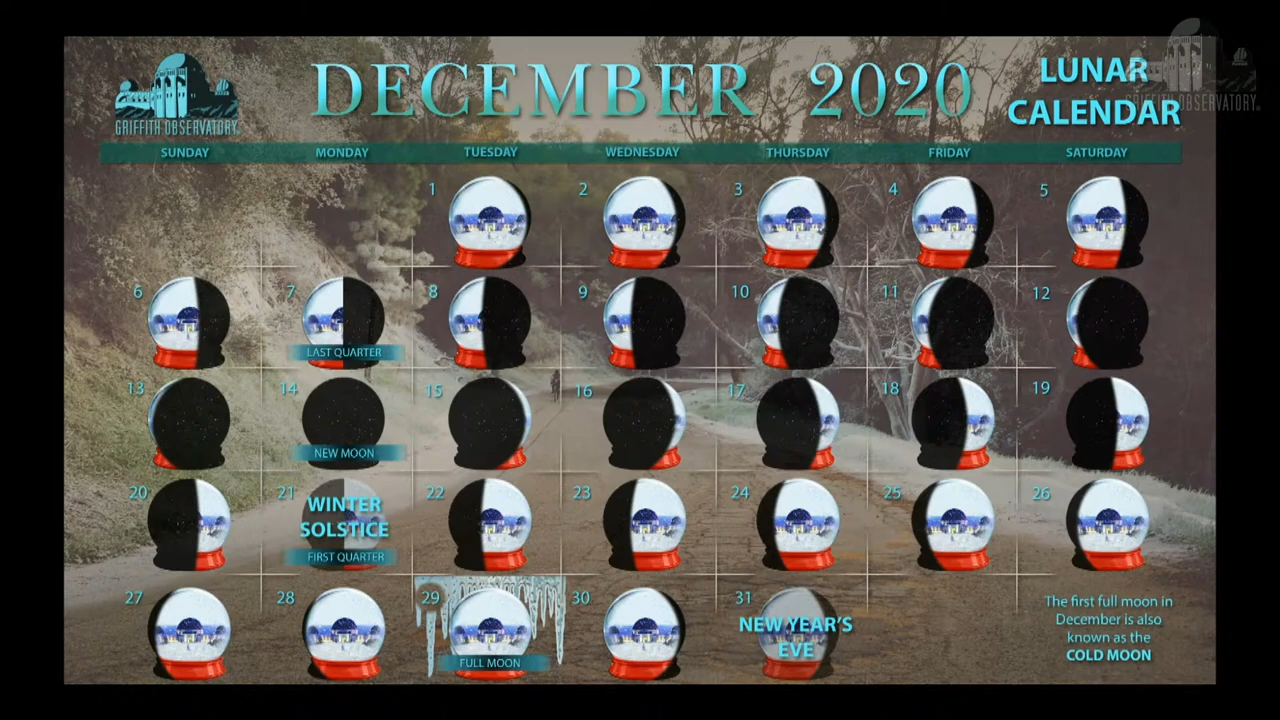 GRIFFITH OBSERVATORY
DECEMBER 2020
LUNAR
CALENDAR
GRIFFITH OBSERVATORY
SUNDAY MONDAY TUESDAY WEDNESDAY THURSDAY FRIDAY SATURDAY
1 2 3 4 5
6 7 8 9 10 11 12
LAST QUARTER
13 14 15 16 17 18 19
NEW MOON
20 21 22 23 24 25 26
WINTER
SOLSTICE
FIRST QUARTER
27 28 29 30 31
NEW YEAR'S
EVE
FULL MOON
The first full moon in
December is also
known as the
COLD MOON